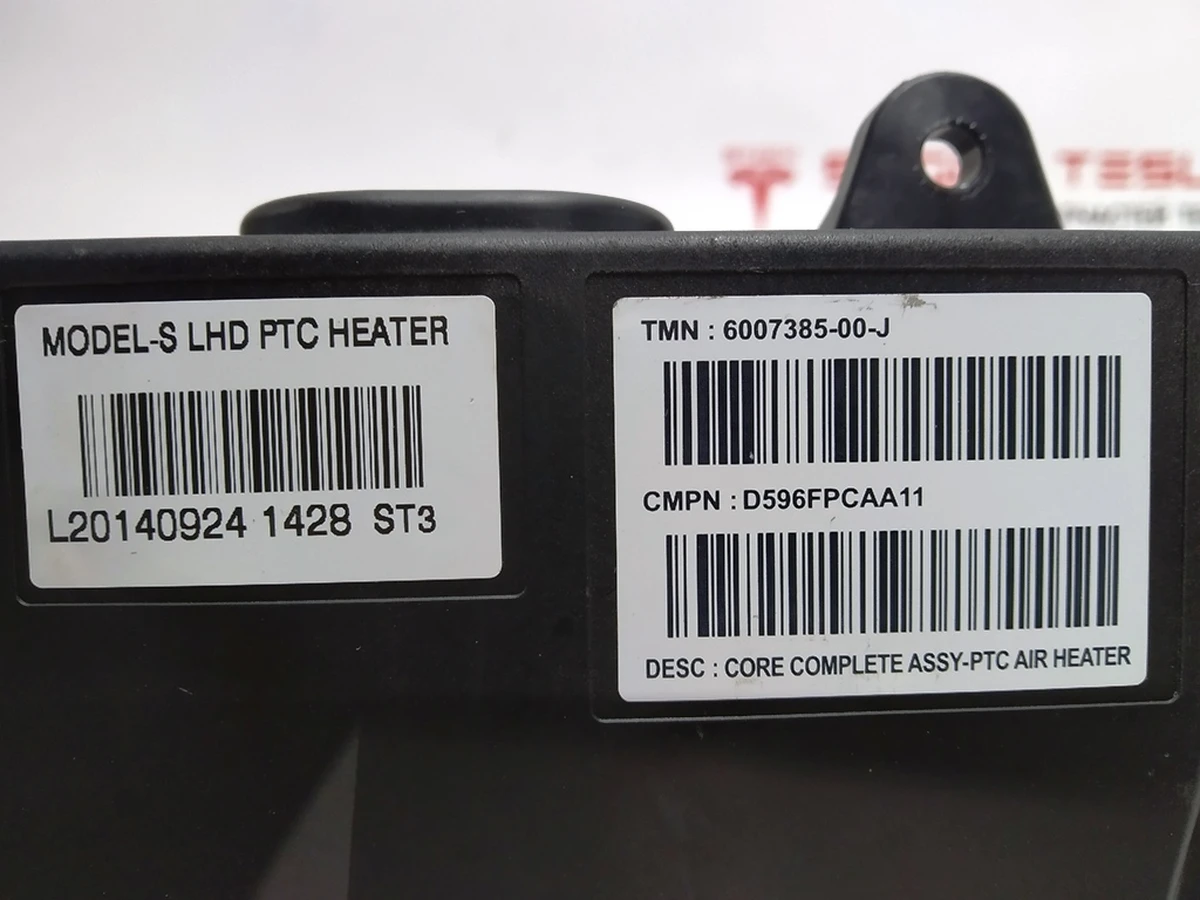 TESL
MODEL-S LHD PTC HEATER
L20140924 1428 ST3
TMN : 6007385-00-J
CMPN : D596FPCAA11
DESC : CORE COMPLETE ASSY-PTC AIR HEATER